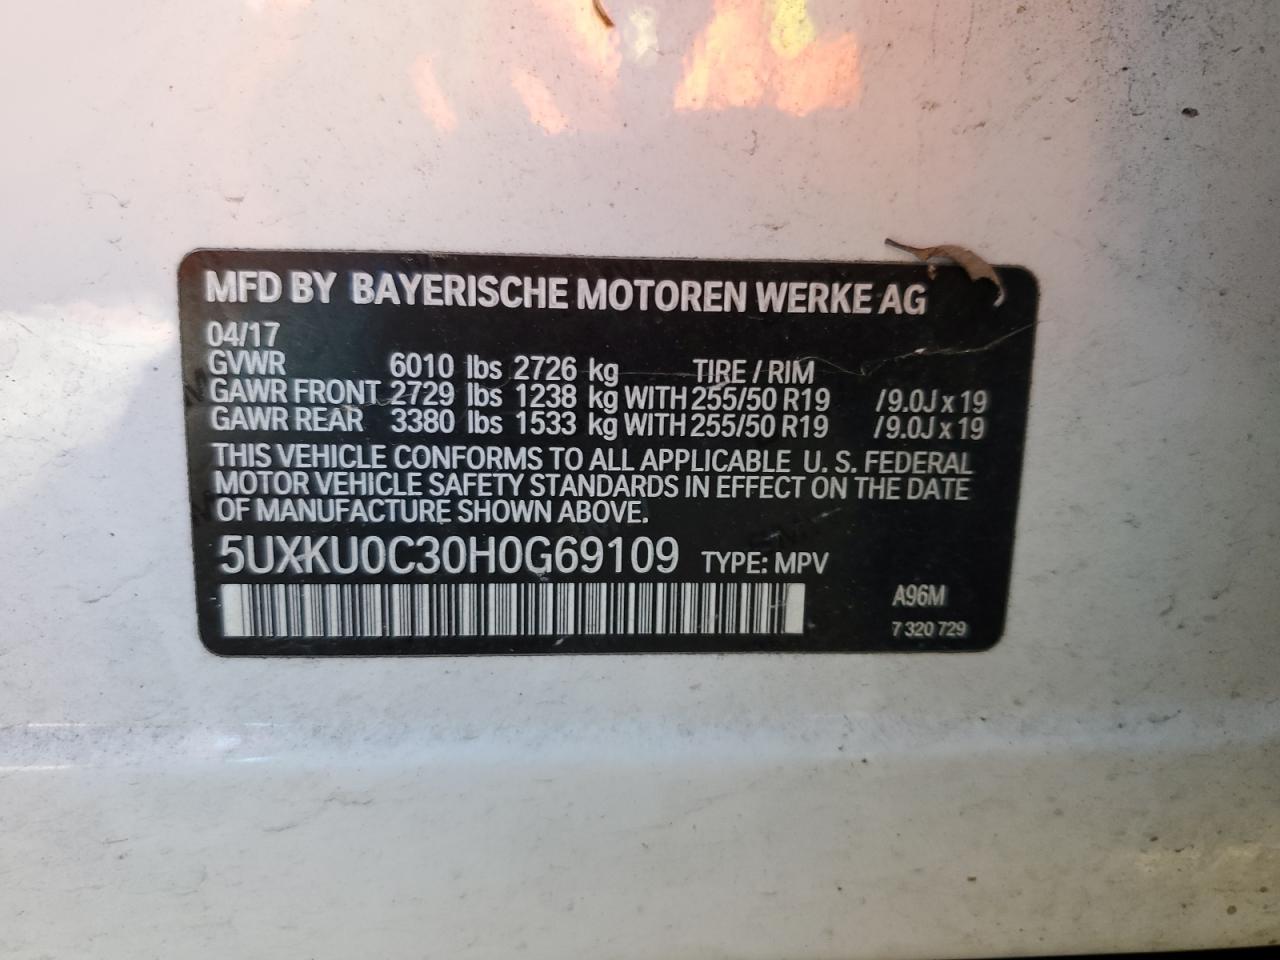 MFD BY BAYERISCHE MOTOREN WERKE AG
04/17
GVWR 6010 lbs 2726 kg TIRE / RIM
GAWR FRONT 2729 lbs 1238 kg WITH 255/50 R19 / 9.0J x 19
GAWR REAR 3380 lbs 1533 kg WITH 255/50 R19 / 9.0J x 19
THIS VEHICLE CONFORMS TO ALL APPLICABLE U. S. FEDERAL
MOTOR VEHICLE SAFETY STANDARDS IN EFFECT ON THE DATE
OF MANUFACTURE SHOWN ABOVE.
5UXKU0C30H0G69109 TYPE: MPV
A96M
7 320 729